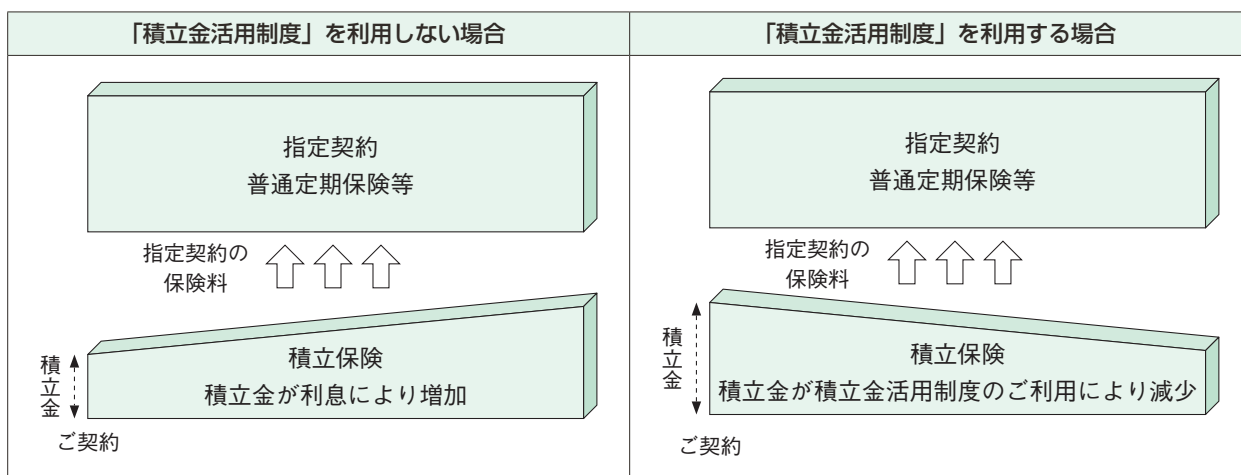 「積立金活用制度」を利用しない場合
指定契約
普通定期保険等
指定契約の
保険料
積立金
積立保険
積立金が利息により増加
ご契約
「積立金活用制度」を利用する場合
指定契約
普通定期保険等
指定契約の
保険料
積立金
積立保険
積立金が積立金活用制度のご利用により減少
ご契約